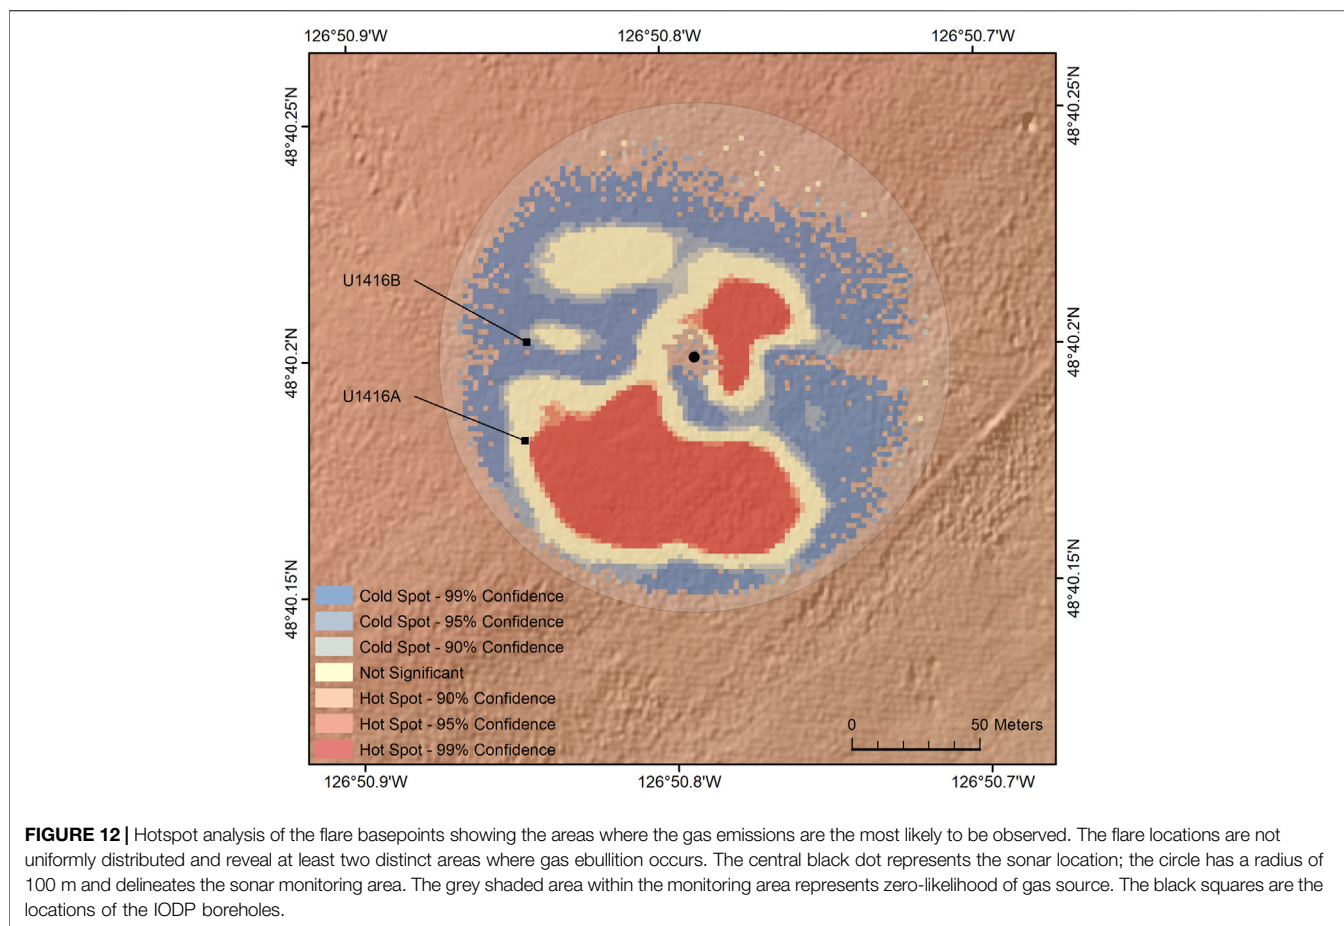 126°50.9'W 126°50.8'W 126°50.7'W
48°40.25'N
48°40.25'N
U1416B
48°40.2'N
48°40.2'N
U1416A
48°40.15'N
48°40.15'N
Cold Spot - 99% Confidence
Cold Spot - 95% Confidence
Cold Spot - 90% Confidence
Not Significant
Hot Spot - 90% Confidence
Hot Spot - 95% Confidence
Hot Spot - 99% Confidence
0 50 Meters
126°50.9'W 126°50.8'W 126°50.7'W
FIGURE 12 | Hotspot analysis of the flare basepoints showing the areas where the gas emissions are the most likely to be observed. The flare locations are not
uniformly distributed and reveal at least two distinct areas where gas ebullition occurs. The central black dot represents the sonar location; the circle has a radius of
100 m and delineates the sonar monitoring area. The grey shaded area within the monitoring area represents zero-likelihood of gas source. The black squares are the
locations of the IODP boreholes.